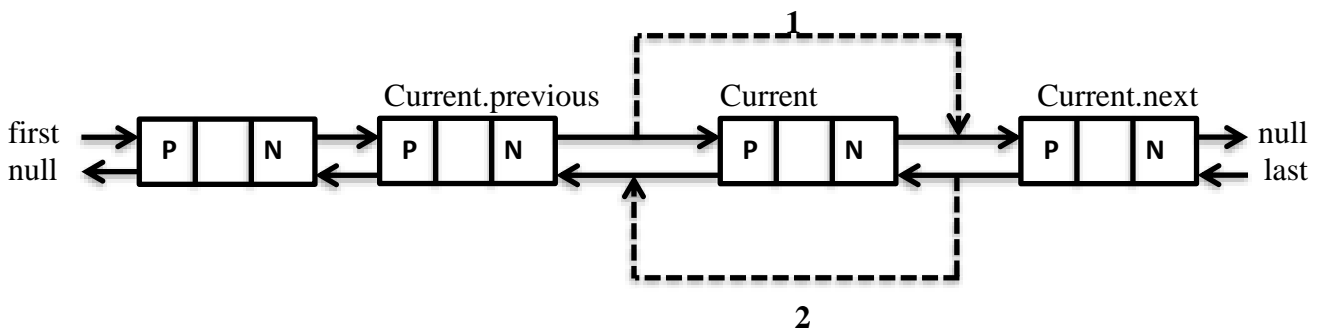 1
Current.previous Current Current.next
first P N P N P N P N null
null last
2